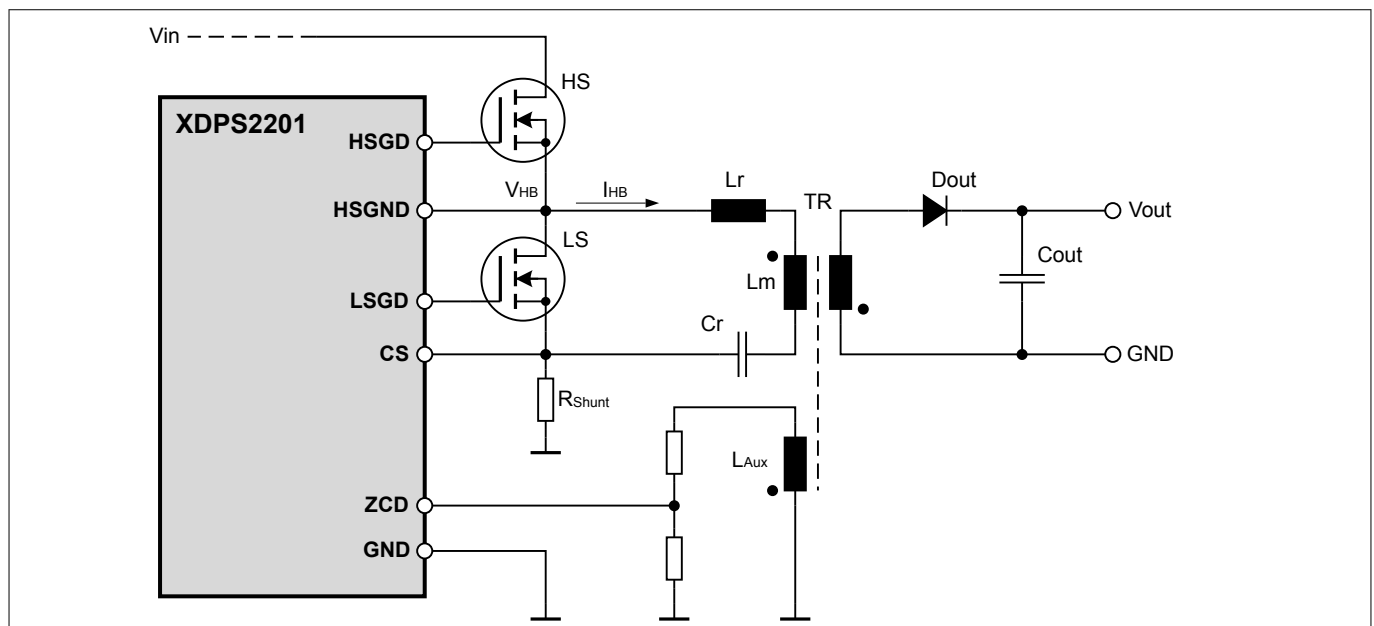 Vin
HS
XDPS2201
HSGD
VHB
IHB
Lr
TR
Dout
HSGND
Vout
LS
Lm
Cout
LSGD
Cr
CS
GND
RShunt
LAux
ZCD
GND